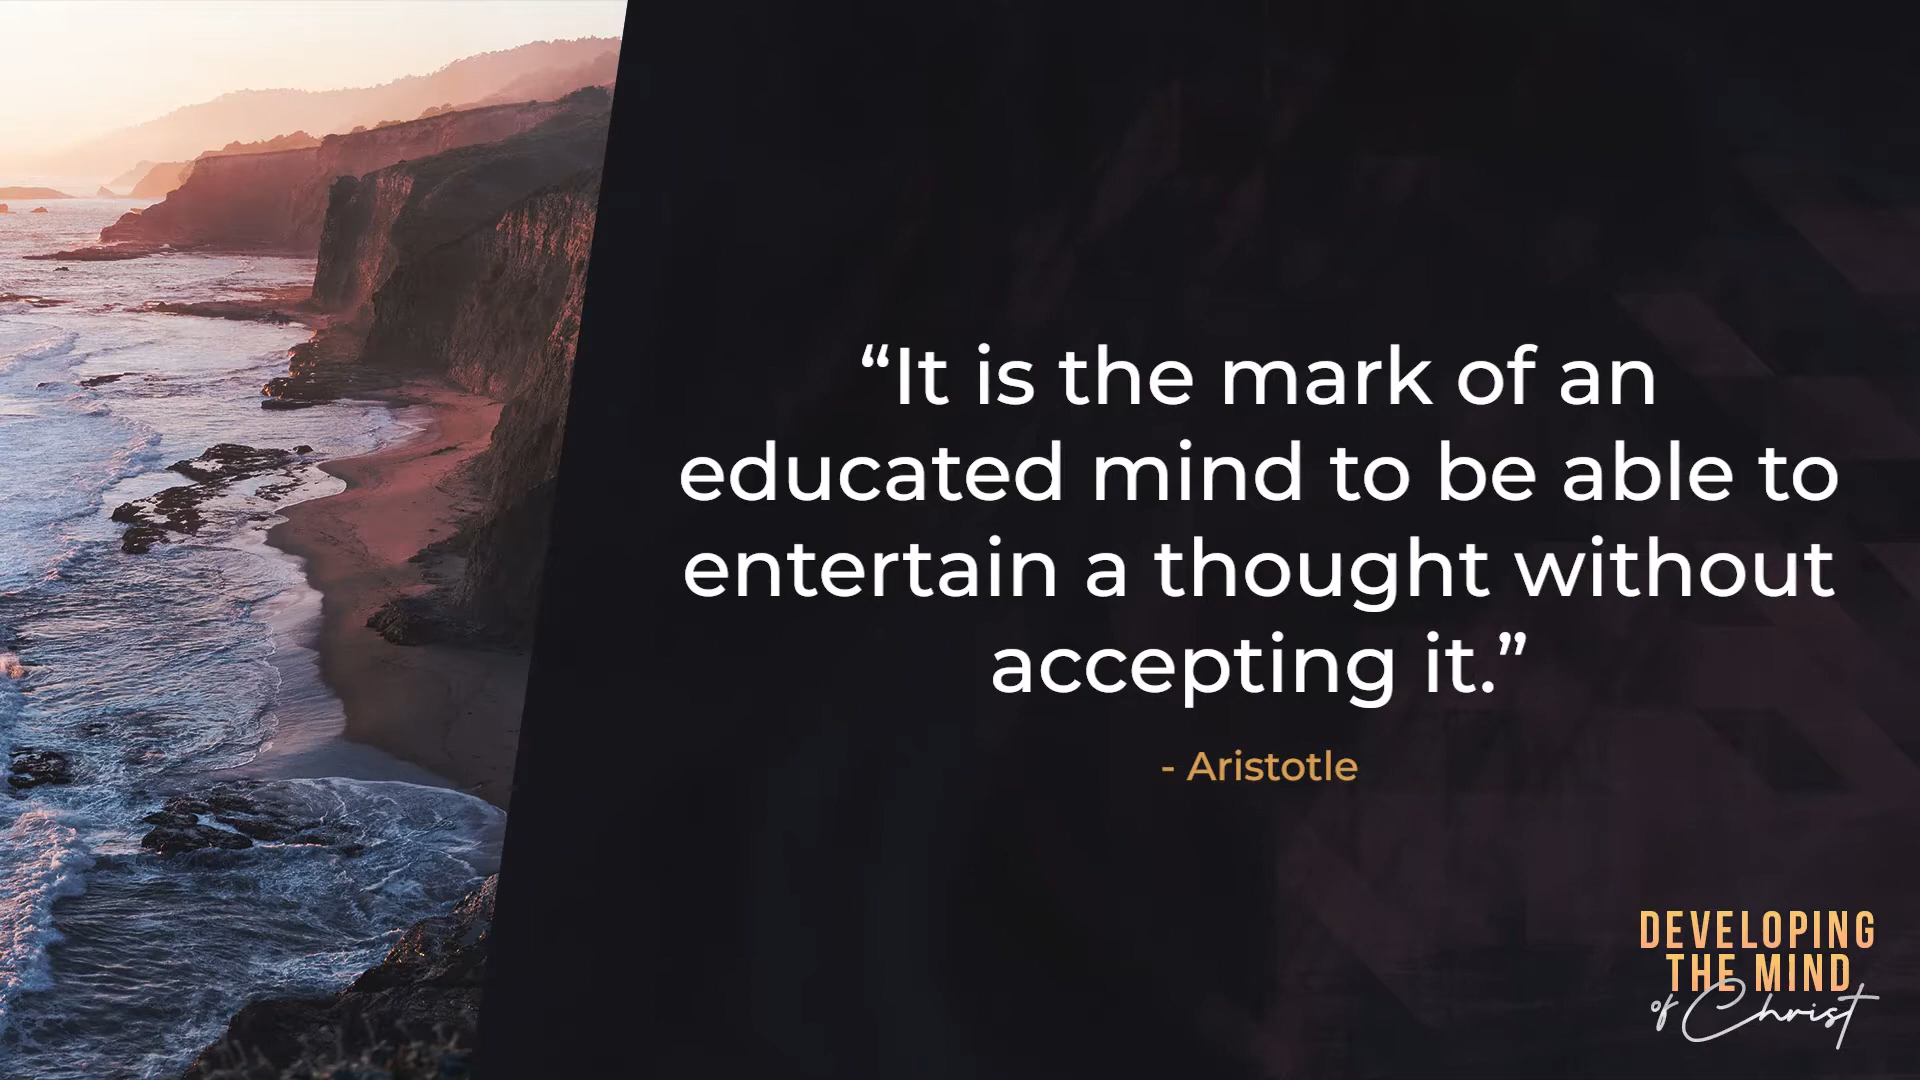 “It is the mark of an
educated mind to be able to
entertain a thought without
accepting it.”
- Aristotle
DEVELOPING
THE MIND
of Christ